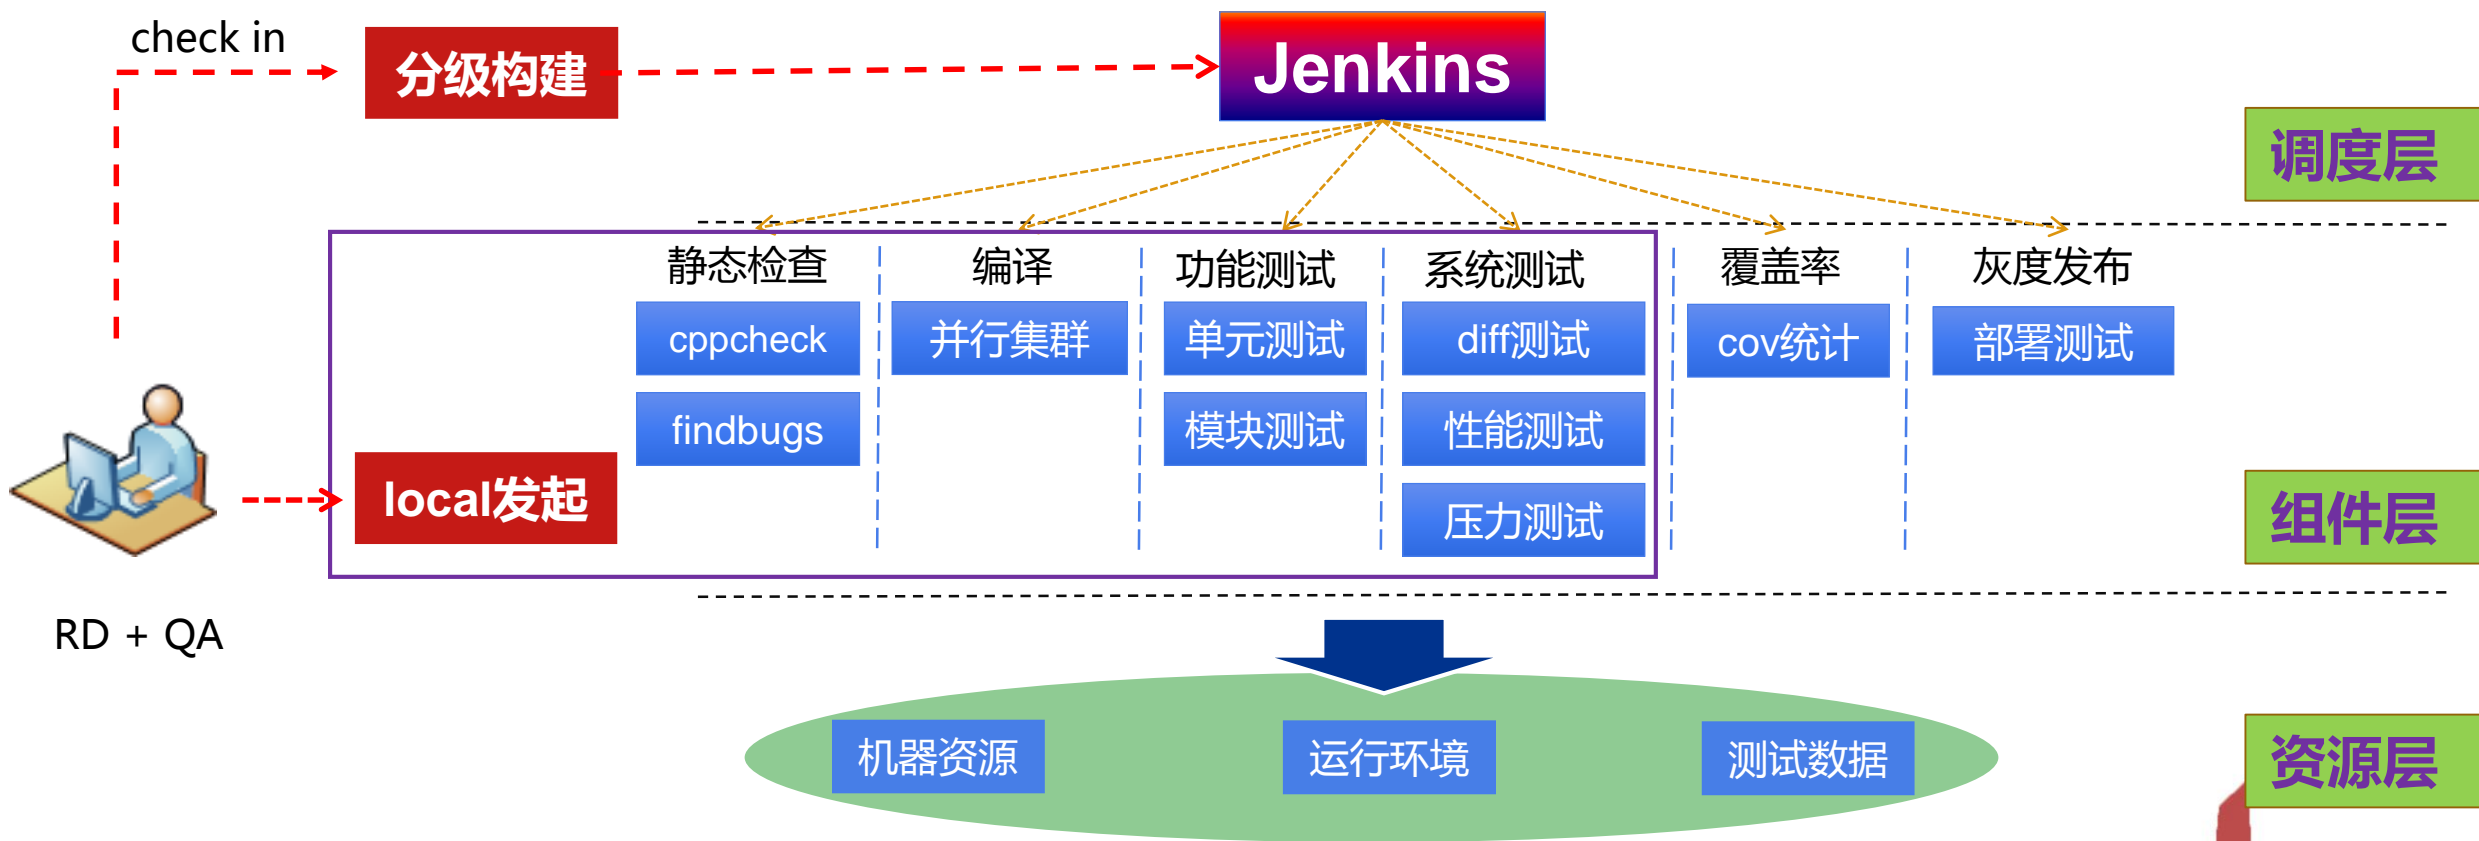 check in
分级构建
Jenkins
调度层
静态检查
编译
功能测试
系统测试
覆盖率
灰度发布
cppcheck
并行集群
单元测试
diff测试
cov统计
部署测试
findbugs
模块测试
性能测试
local发起
压力测试
组件层
RD + QA
机器资源
运行环境
测试数据
资源层